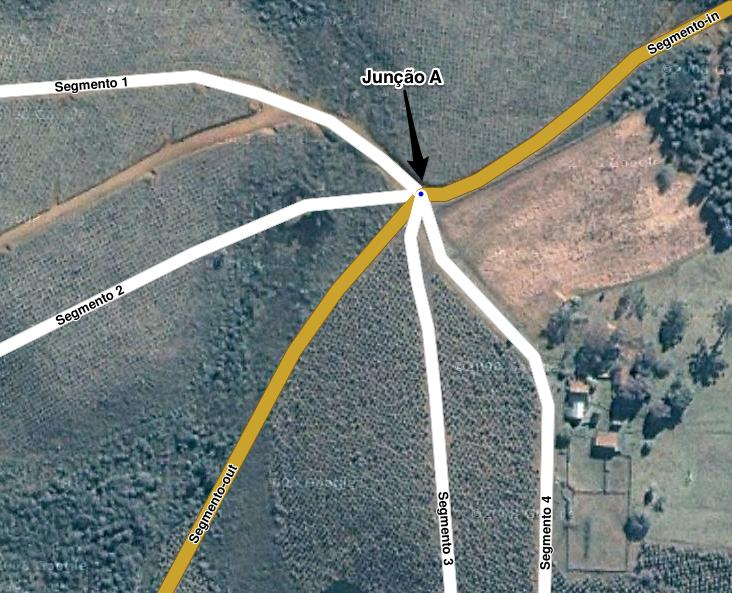 Segmento-in
Junção A
Segmento 1
Segmento 2
Segmento-out
Segmento 3
Segmento 4